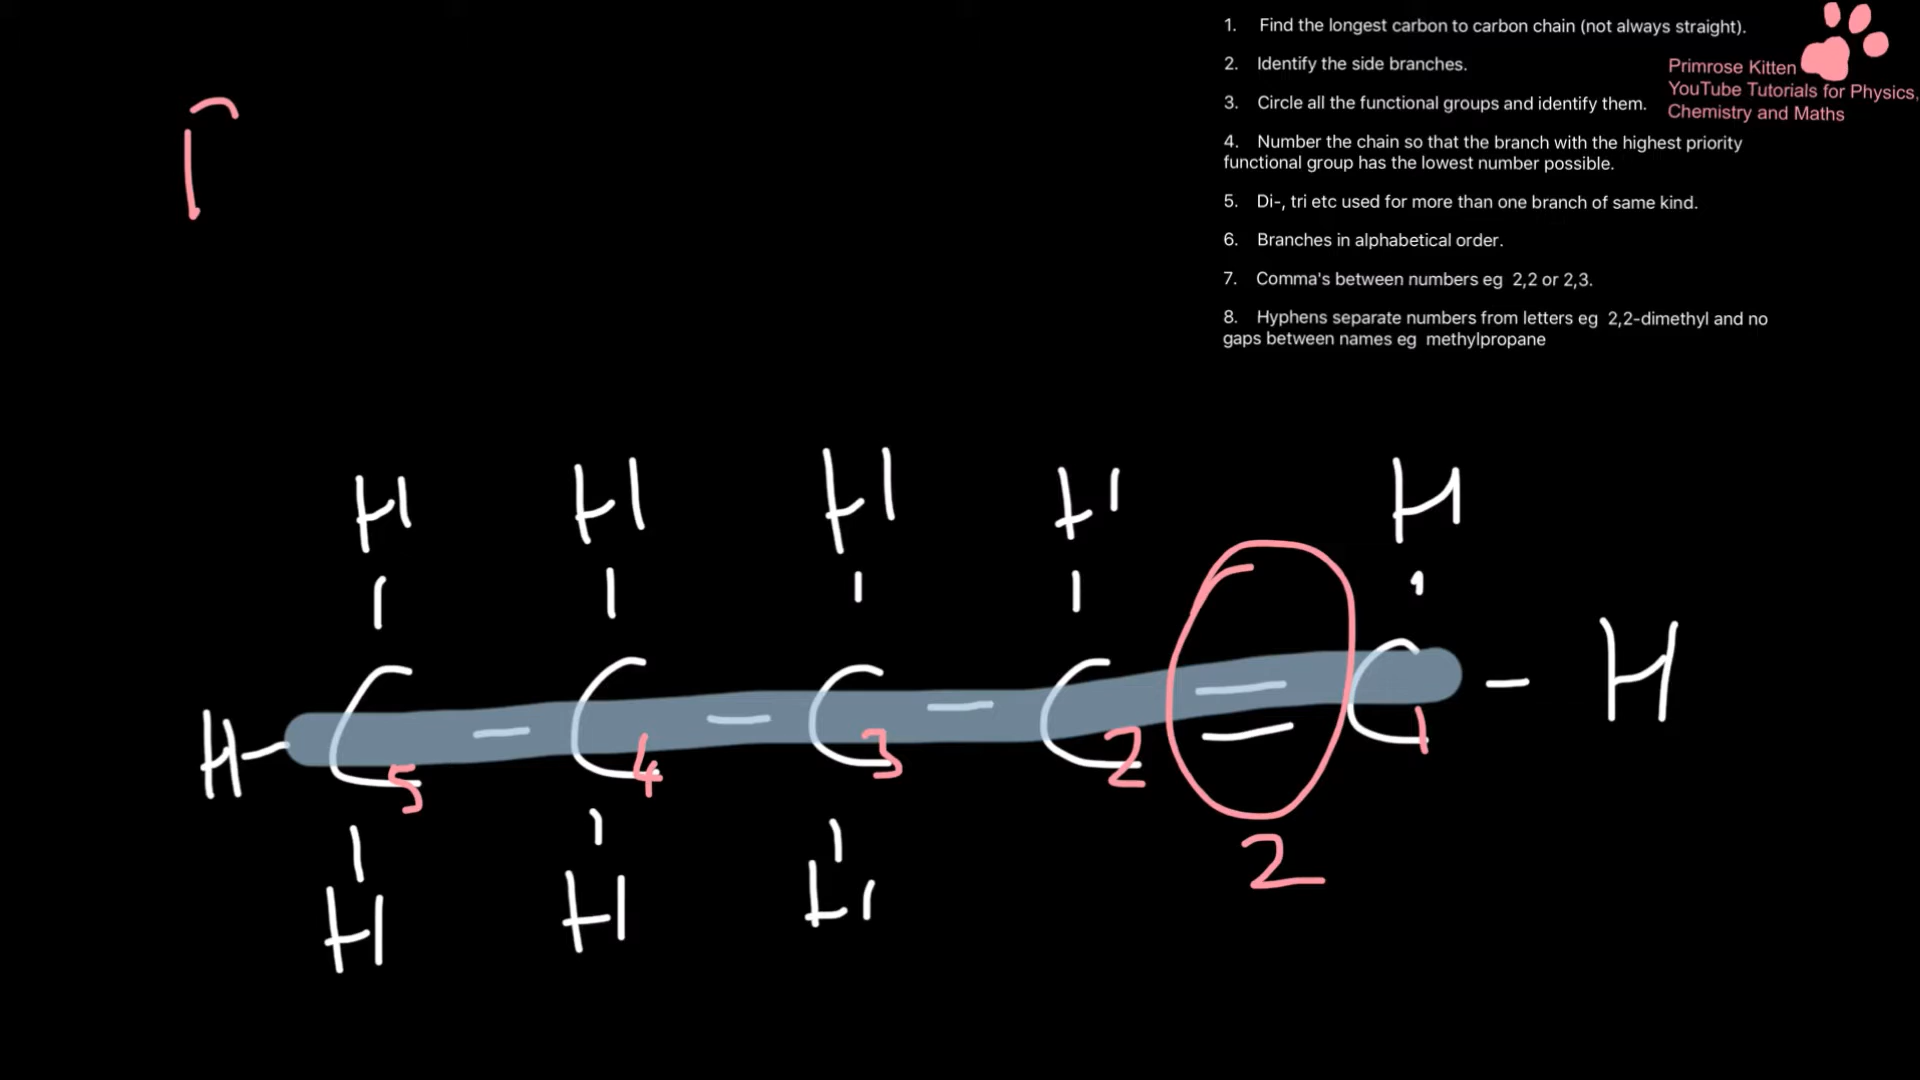 1. Find the longest carbon to carbon chain (not always straight).
2. Identify the side branches.
3. Circle all the functional groups and identify them.
4. Number the chain so that the branch with the highest priority
functional group has the lowest number possible.
5. Di-, tri etc used for more than one branch of same kind.
6. Branches in alphabetical order.
7. Comma's between numbers eg 2,2 or 2,3.
8. Hyphens separate numbers from letters eg 2,2-dimethyl and no
gaps between names eg methylpropane
Primrose Kitten
YouTube Tutorials for Physics,
Chemistry and Maths
H H H H H
H-C-C-C-C=C-H
5 4 3 2 1
H H H
2